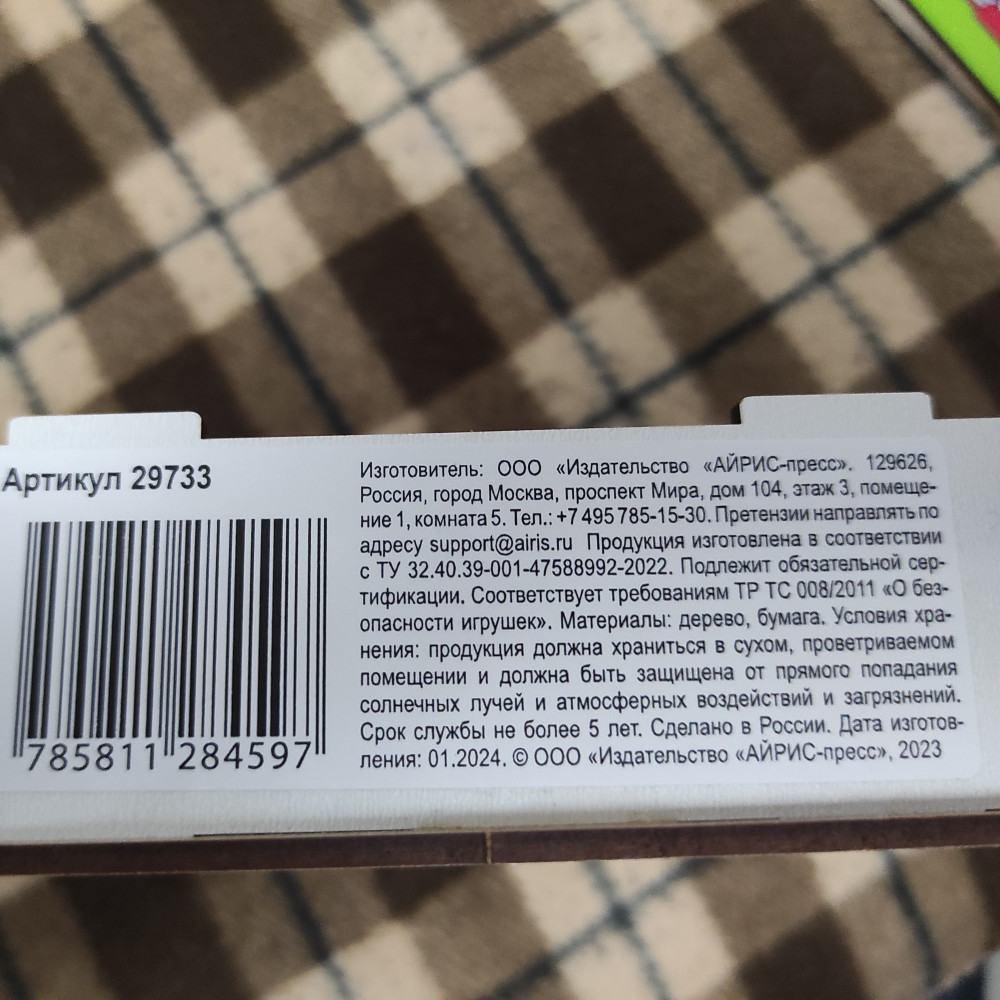 Артикул 29733
785811 284597
Изготовитель: ООО «Издательство «АЙРИС-пресс». 129626,
Россия, город Москва, проспект Мира, дом 104, этаж 3, помеще-
ние 1, комната 5. Тел.: +7 495 785-15-30. Претензии направлять по
адресу support@airis.ru Продукция изготовлена в соответствии
с ТУ 32.40.39-001-47588992-2022. Подлежит обязательной сер-
тификации. Соответствует требованиям ТР ТС 008/2011 «О без-
опасности игрушек». Материалы: дерево, бумага. Условия хра-
нения: продукция должна храниться в сухом, проветриваемом
помещении и должна быть защищена от прямого попадания
солнечных лучей и атмосферных воздействий и загрязнений.
Срок службы не более 5 лет. Сделано в России. Дата изготов-
ления: 01.2024. © ООО «Издательство «АЙРИС-пресс», 2023